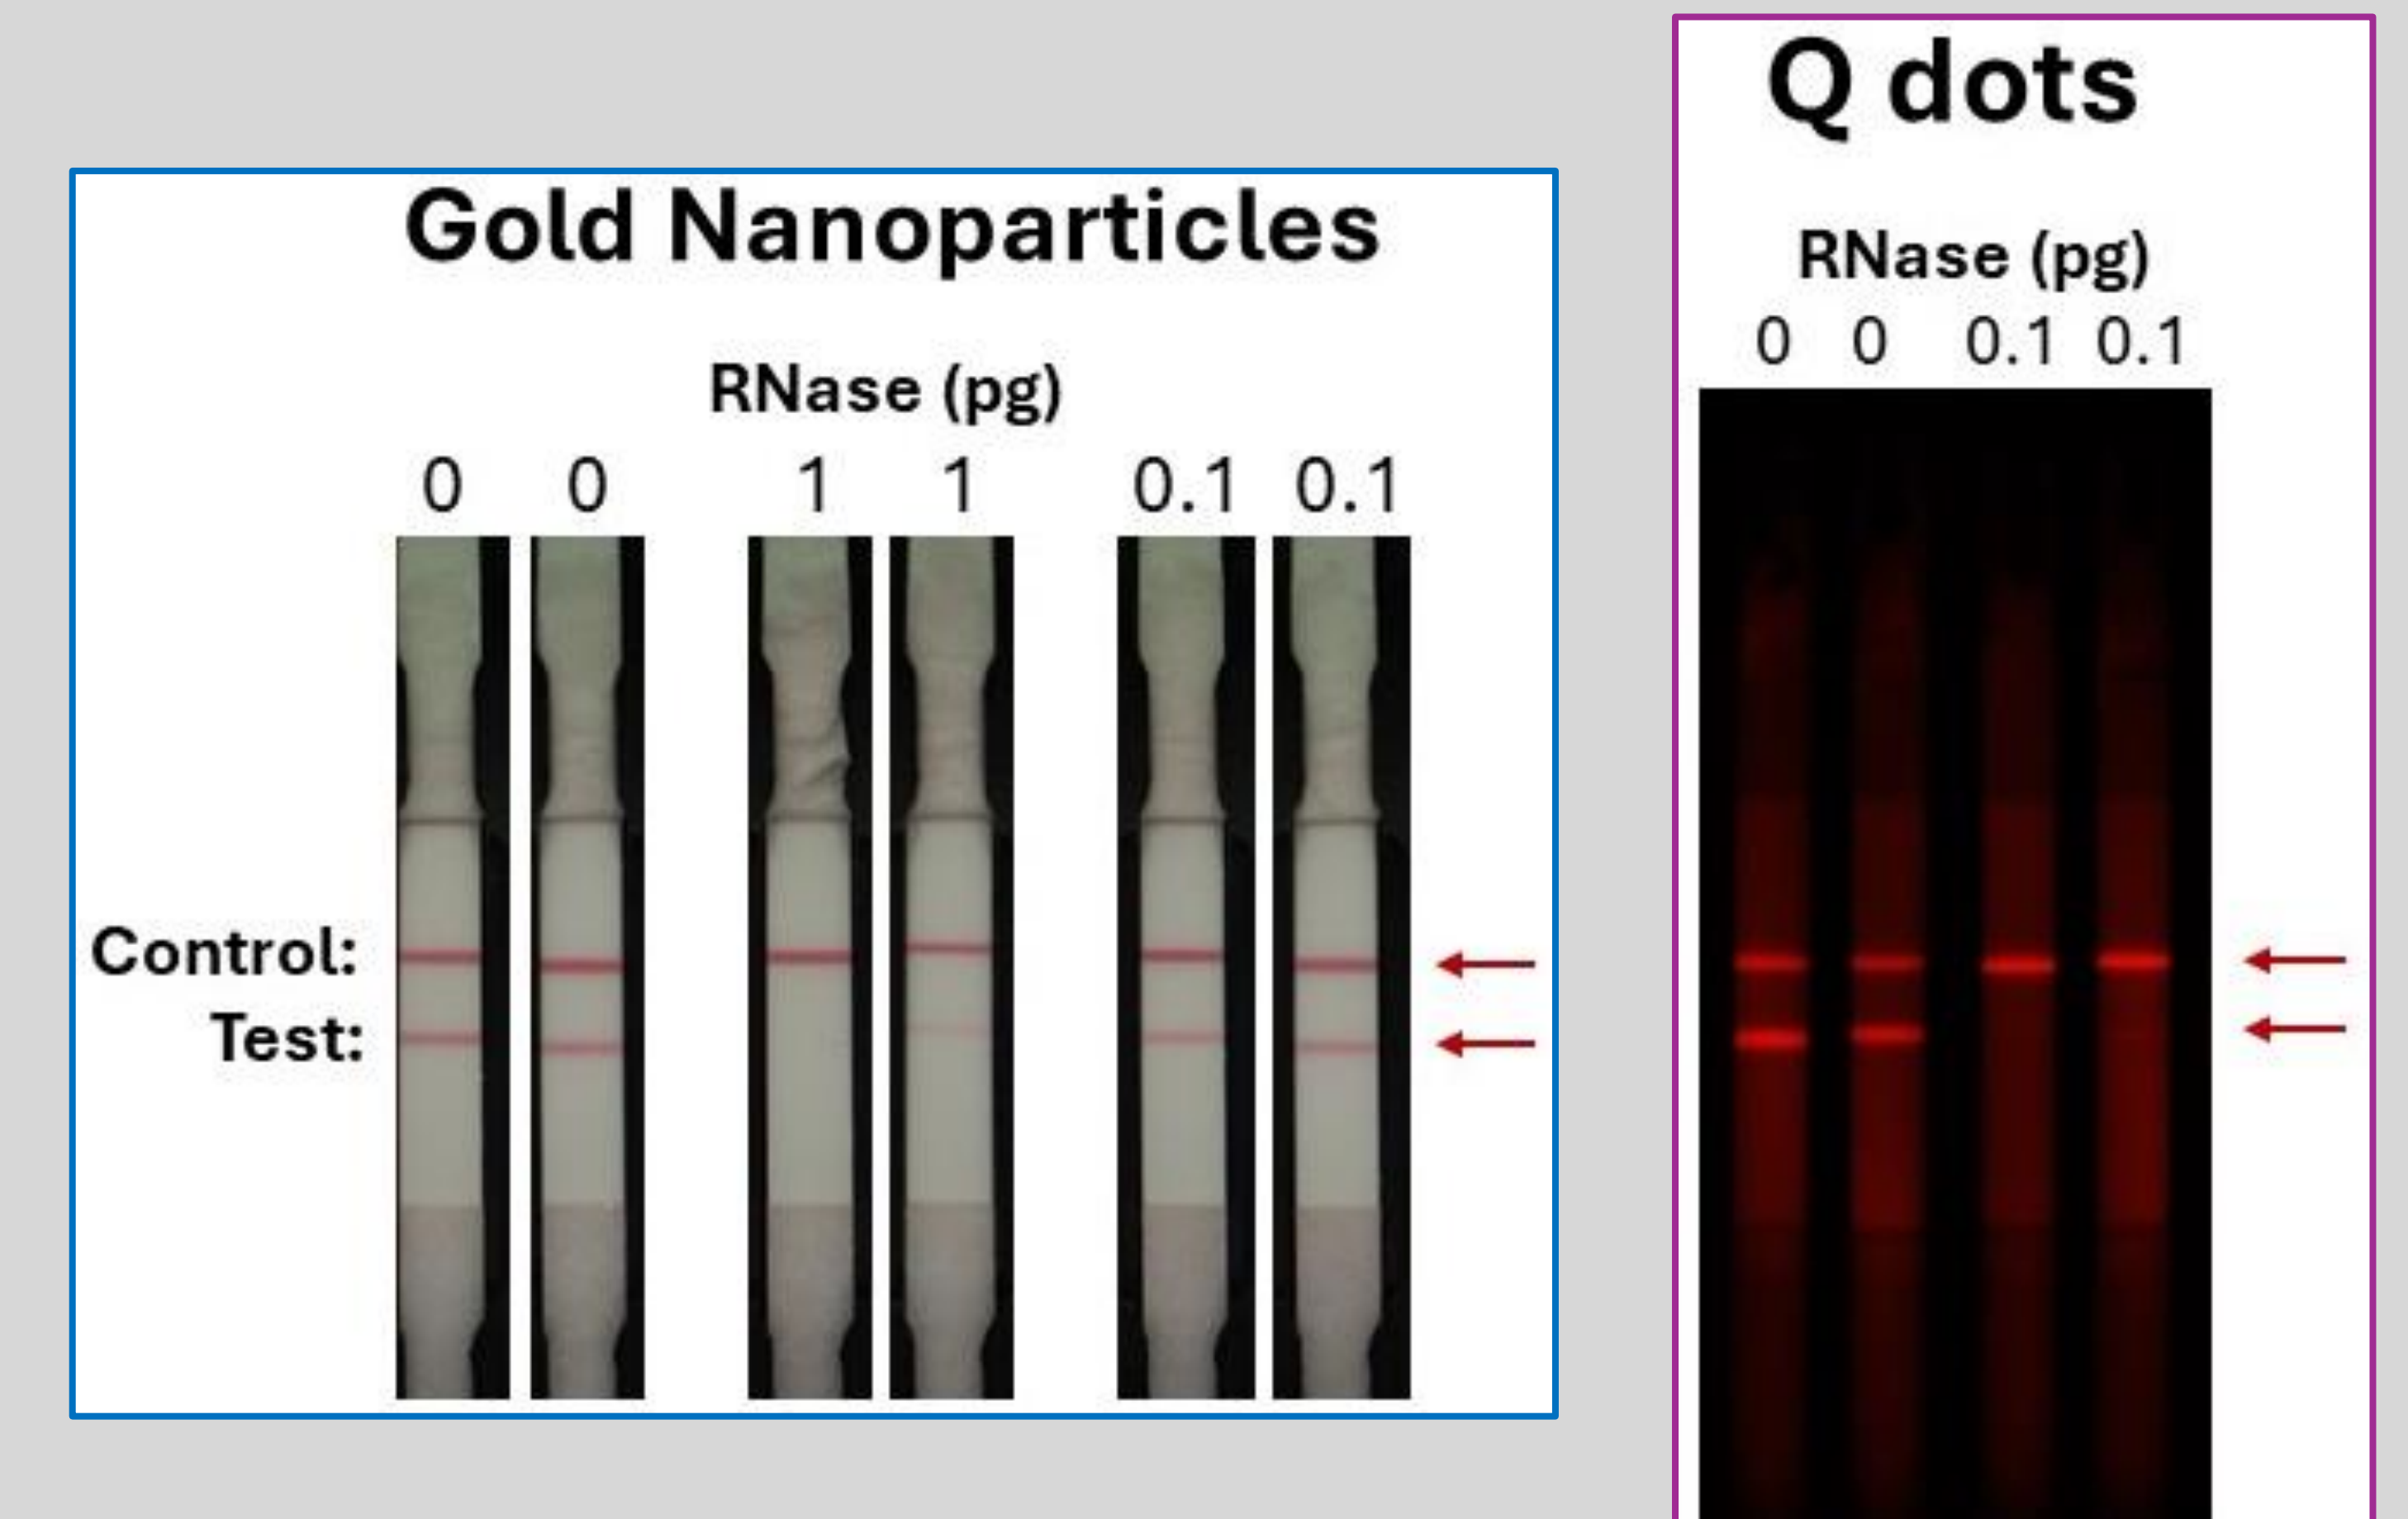 Gold Nanoparticles
RNase (pg)
0 0 1 1 0.1 0.1
Control:
Test:
Q dots
RNase (pg)
0 0 0.1 0.1